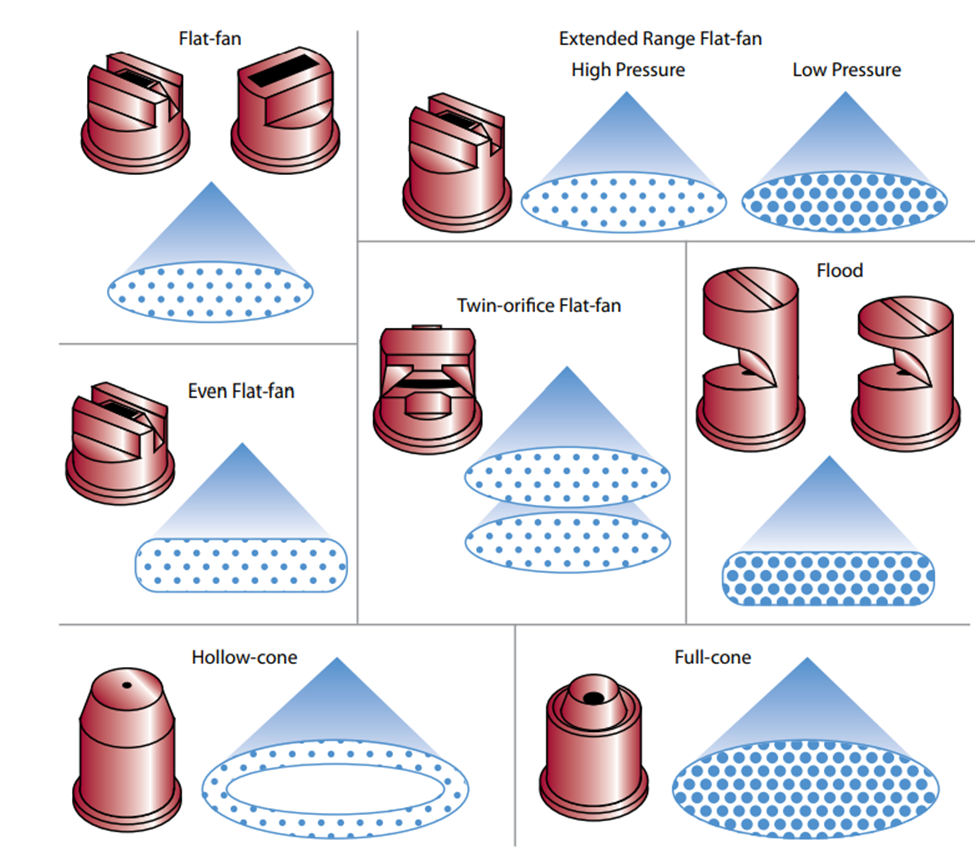 Flat-fan
Extended Range Flat-fan
High Pressure
Low Pressure
Twin-orifice Flat-fan
Flood
Even Flat-fan
Hollow-cone
Full-cone